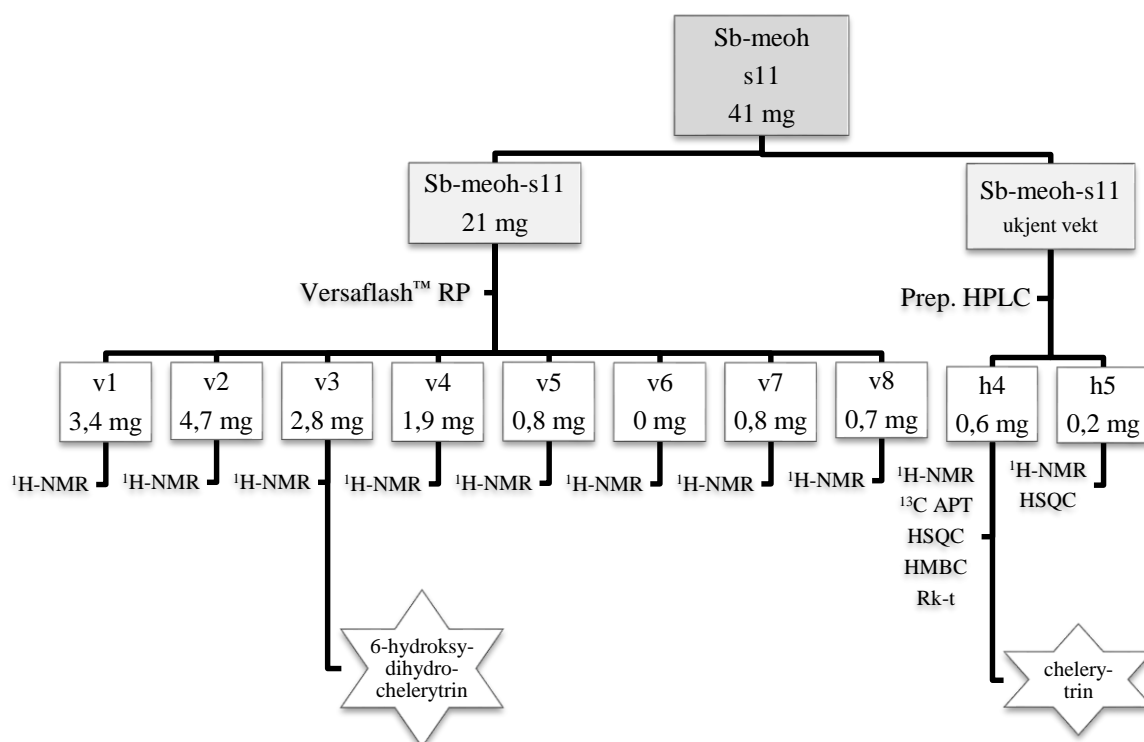 Sb-meoh
s11
41 mg
Sb-meoh-s11
21 mg
Sb-meoh-s11
ukjent vekt
Versaflash™ RP
Prep. HPLC
v1
3,4 mg
v2
4,7 mg
v3
2,8 mg
v4
1,9 mg
v5
0,8 mg
v6
0 mg
v7
0,8 mg
v8
0,7 mg
h4
0,6 mg
h5
0,2 mg
¹H-NMR
¹H-NMR
¹H-NMR
¹H-NMR
¹H-NMR
¹H-NMR
¹H-NMR
¹H-NMR
¹H-NMR
¹³C APT
HSQC
HMBC
Rk-t
¹H-NMR
HSQC
6-hydroksy-
dihydro-
chelerytrin
chelery-
trin